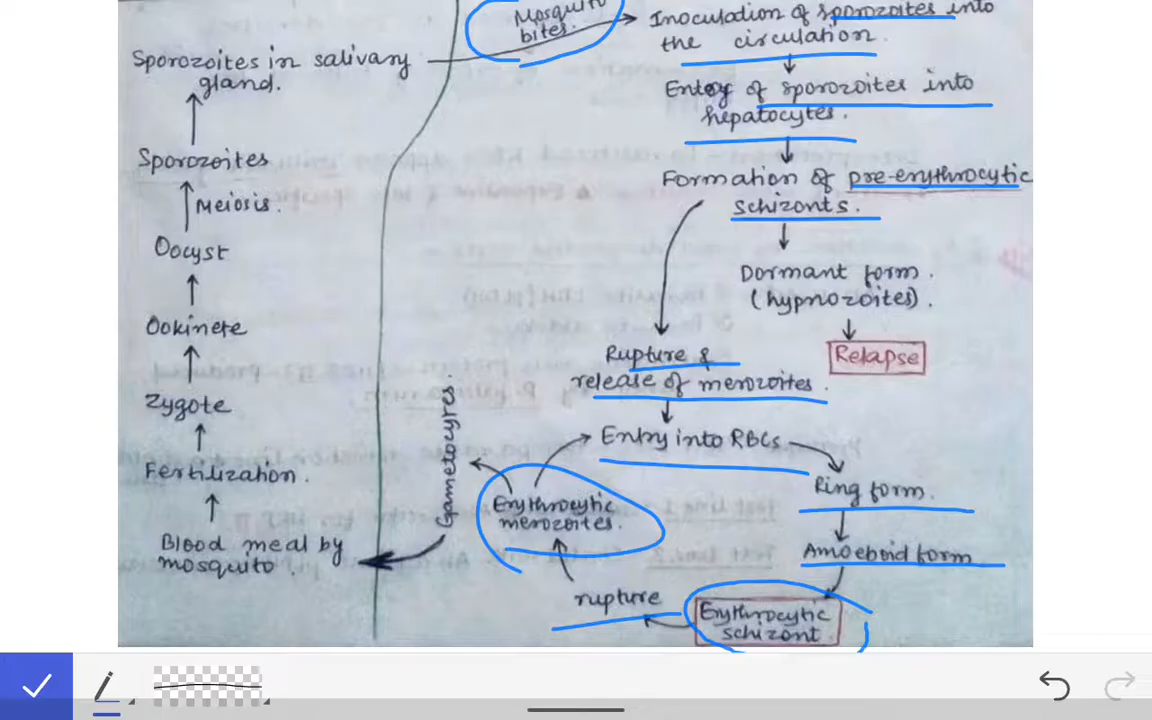 Mosquito
bites.
Inoculation of sporozoites into
the circulation
Sporozoites in salivary
gland.
Entry of sporozoites into
hepatocytes.
Sporozoites
Meiosis.
Oocyst
Ookinete
Zygote
Fertilization.
Blood meal by
mosquito.
Formation of pre-erythrocytic
schizonts.
Dormant form.
(hypnozoites).
Relapse
Rupture &
release of merozoites.
Entry into RBCs
Ring form.
Amoeboid form
Erythrocytic
schizont
rupture
Erythrocytic
merozoites.
Gametocytes.